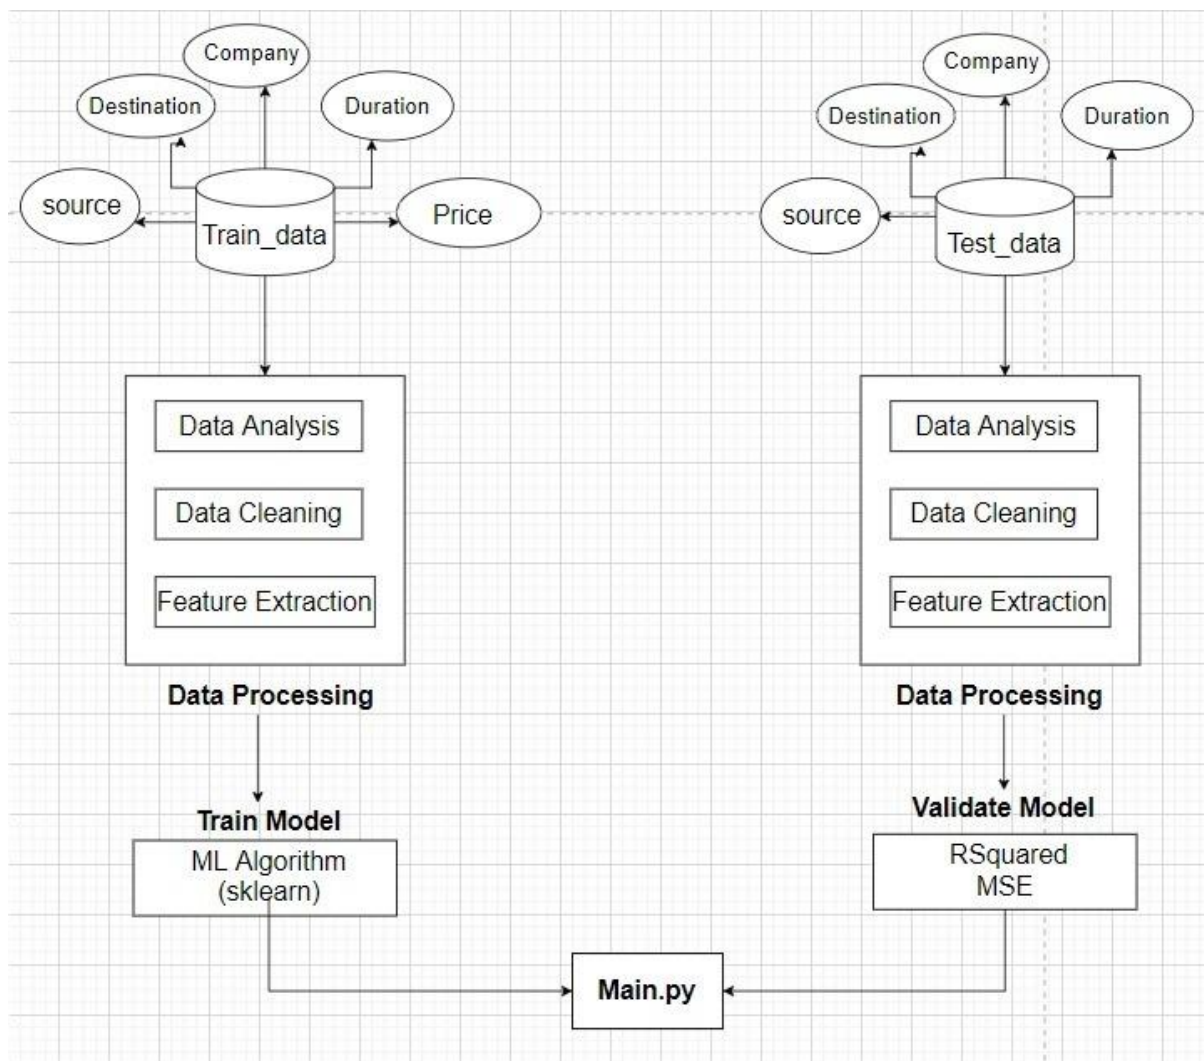 Company
Destination
Duration
source
Price
Train_data
Data Analysis
Data Cleaning
Feature Extraction
Data Processing
Train Model
ML Algorithm
(sklearn)
Company
Destination
Duration
source
Test_data
Data Analysis
Data Cleaning
Feature Extraction
Data Processing
Validate Model
RSquared
MSE
Main.py